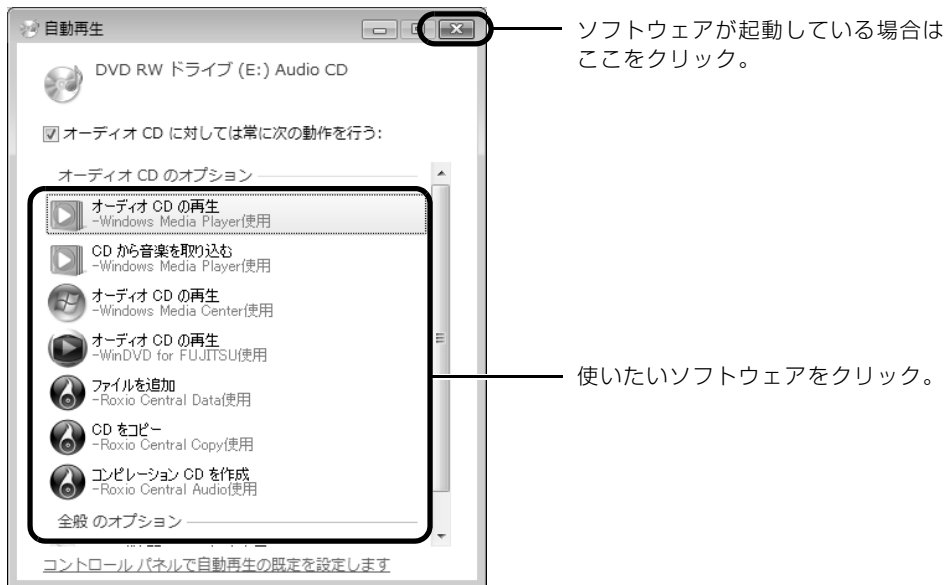 自動再生
ソフトウェアが起動している場合は
ここをクリック。
DVD RW ドライブ (E:) Audio CD
オーディオ CD に対しては常に次の動作を行う:
オーディオ CD のオプション
オーディオ CD の再生
-Windows Media Player使用
CD から音楽を取り込む
-Windows Media Player使用
オーディオ CD の再生
-Windows Media Center使用
オーディオ CD の再生
-WinDVD for FUJITSU使用
使いたいソフトウェアをクリック。
ファイルを追加
-Roxio Central Data使用
CD をコピー
-Roxio Central Copy使用
コンピレーション CD を作成
-Roxio Central Audio使用
全般 のオプション
コントロール パネルで自動再生の既定を設定します